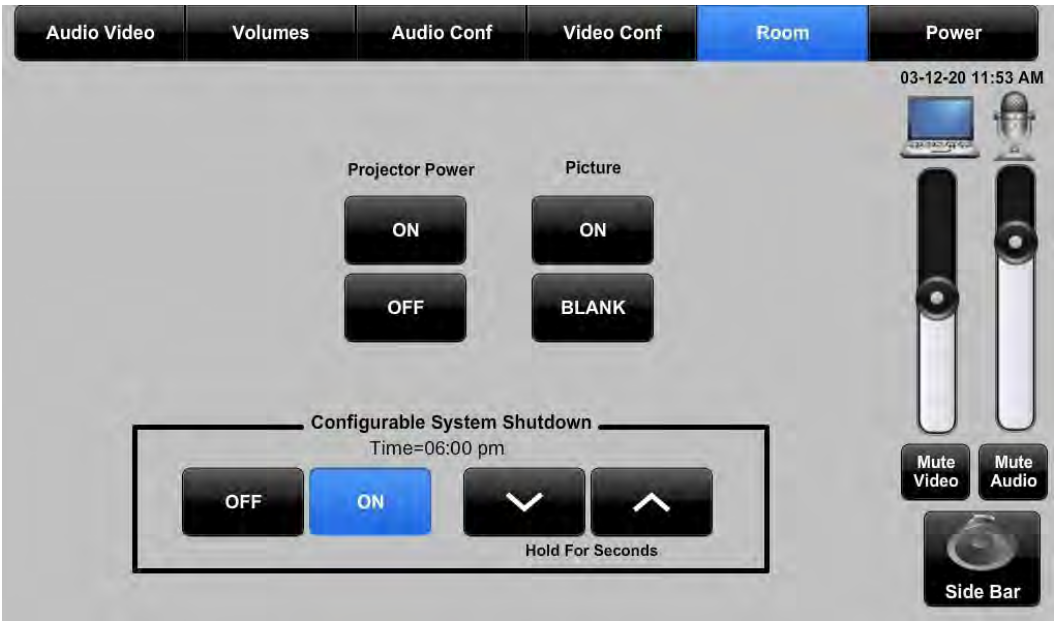 Audio Video
Volumes
Audio Conf
Video Conf
Room
Power
03-12-20 11:53 AM
Projector Power
Picture
ON
ON
OFF
BLANK
Configurable System Shutdown
Time=06:00 pm
OFF
ON
Hold For Seconds
Mute
Video
Mute
Audio
Side Bar